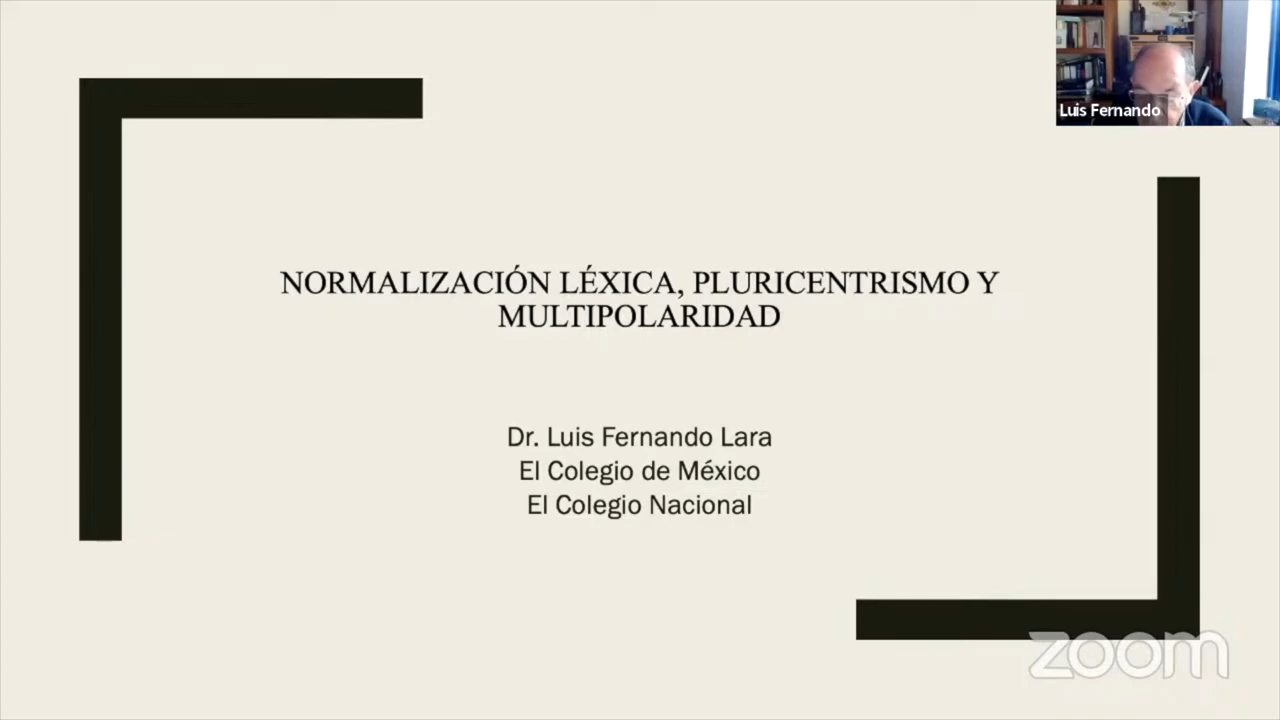 Luis Fernando
NORMALIZACIÓN LÉXICA, PLURICENTRISMO Y
MULTIPOLARIDAD
Dr. Luis Fernando Lara
El Colegio de México
El Colegio Nacional
zoom